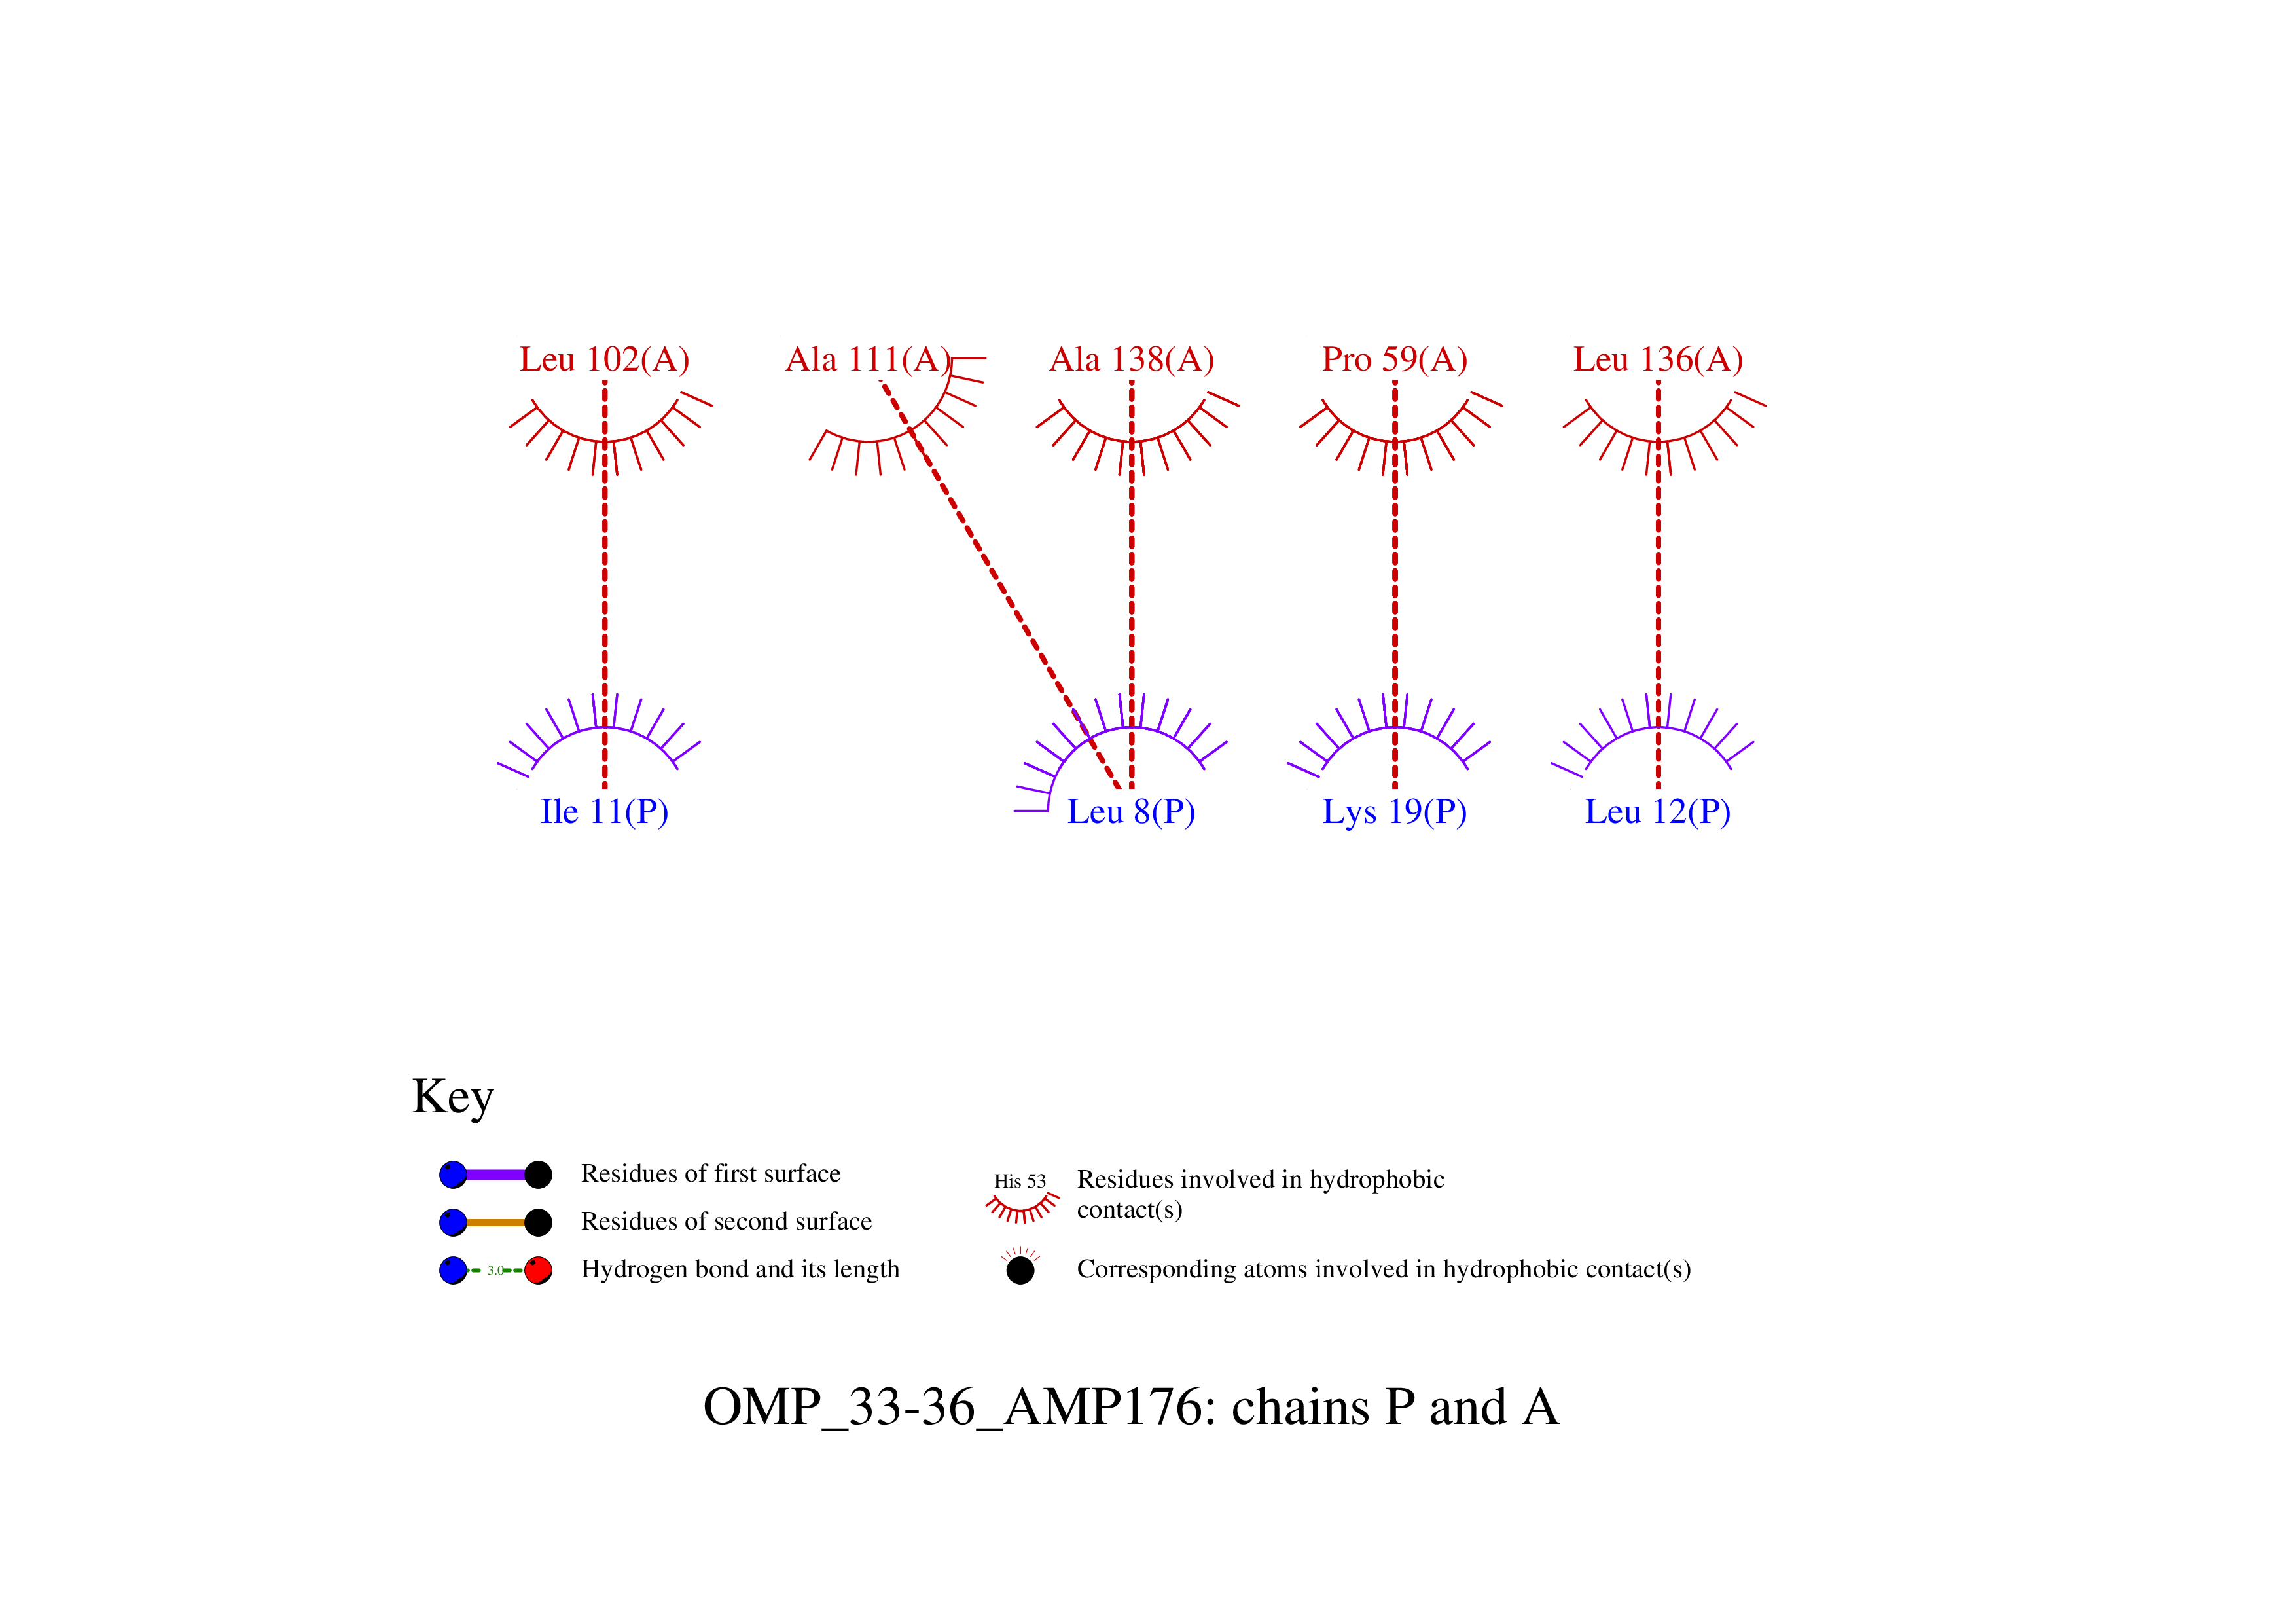 Leu 102(A) Ala 111(A) Ala 138(A) Pro 59(A) Leu 136(A)
Ile 11(P) Leu 8(P) Lys 19(P) Leu 12(P)
Key
Residues of first surface
Residues of second surface
3.0 Hydrogen bond and its length
His 53 Residues involved in hydrophobic
contact(s)
Corresponding atoms involved in hydrophobic contact(s)
OMP_33-36_AMP176: chains P and A